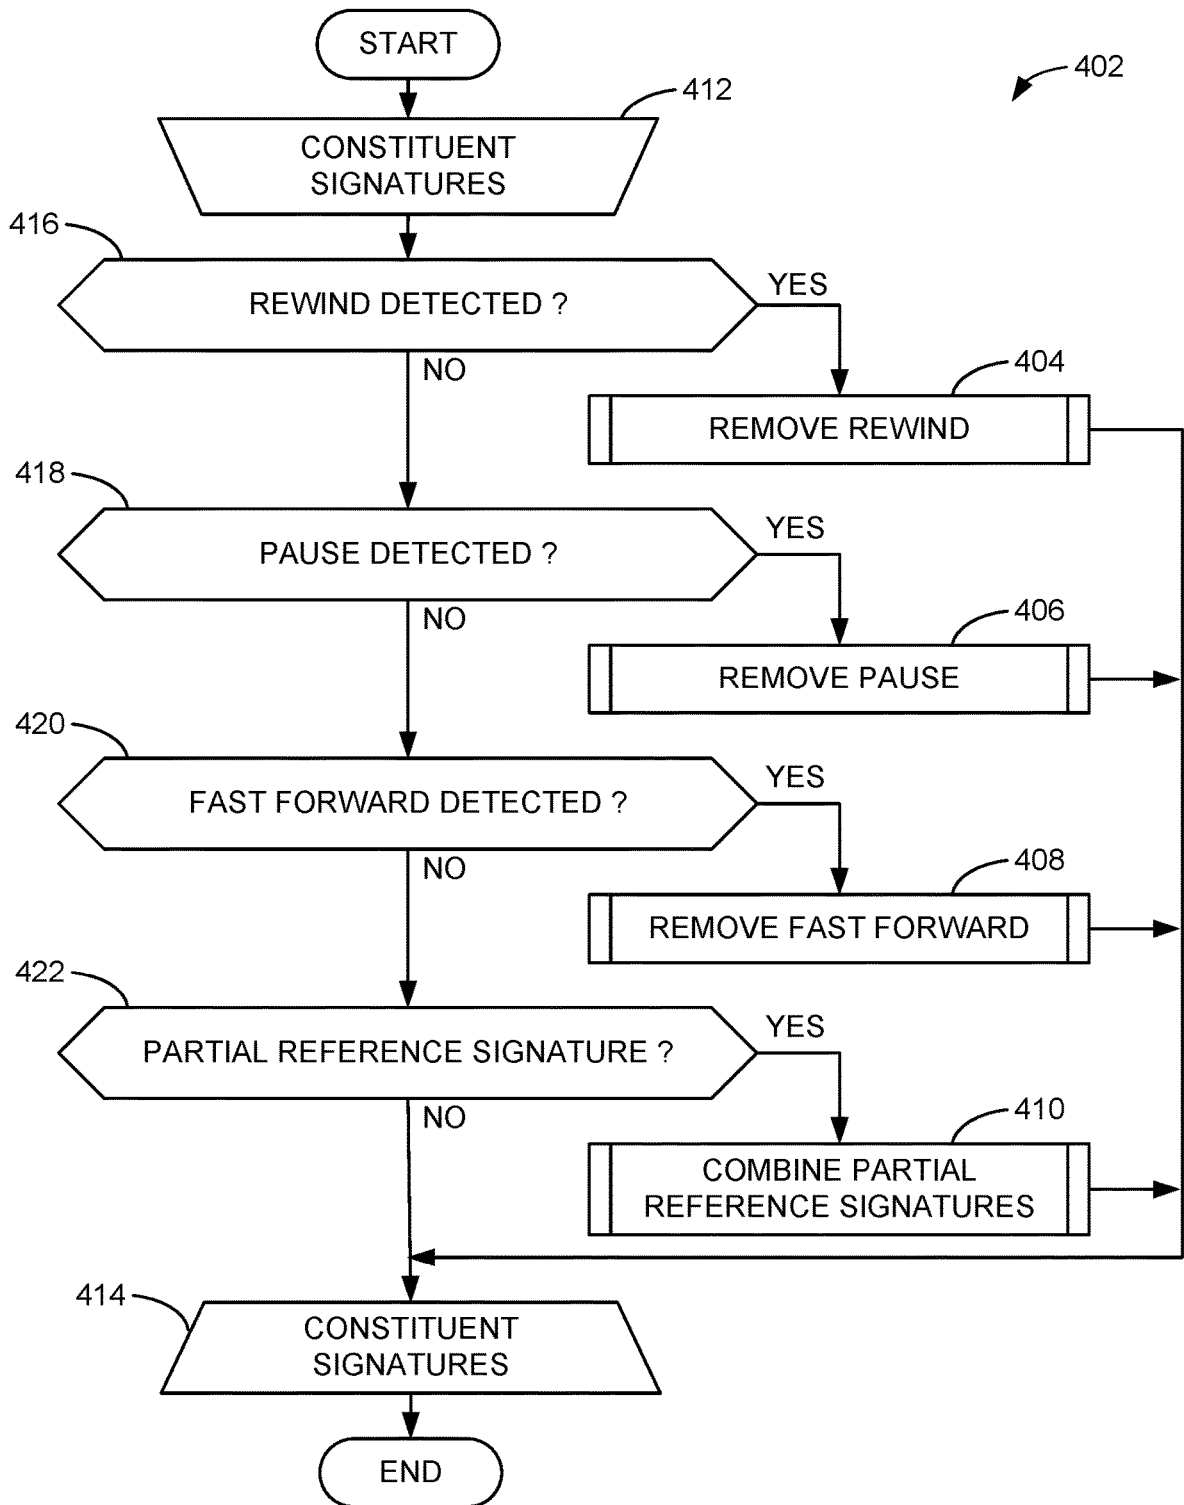 START
402
412
CONSTITUENT
SIGNATURES
416
REWIND DETECTED ?
YES
NO
404
REMOVE REWIND
418
PAUSE DETECTED ?
YES
NO
406
REMOVE PAUSE
420
FAST FORWARD DETECTED ?
YES
NO
408
REMOVE FAST FORWARD
422
PARTIAL REFERENCE SIGNATURE ?
YES
NO
410
COMBINE PARTIAL
REFERENCE SIGNATURES
414
CONSTITUENT
SIGNATURES
END